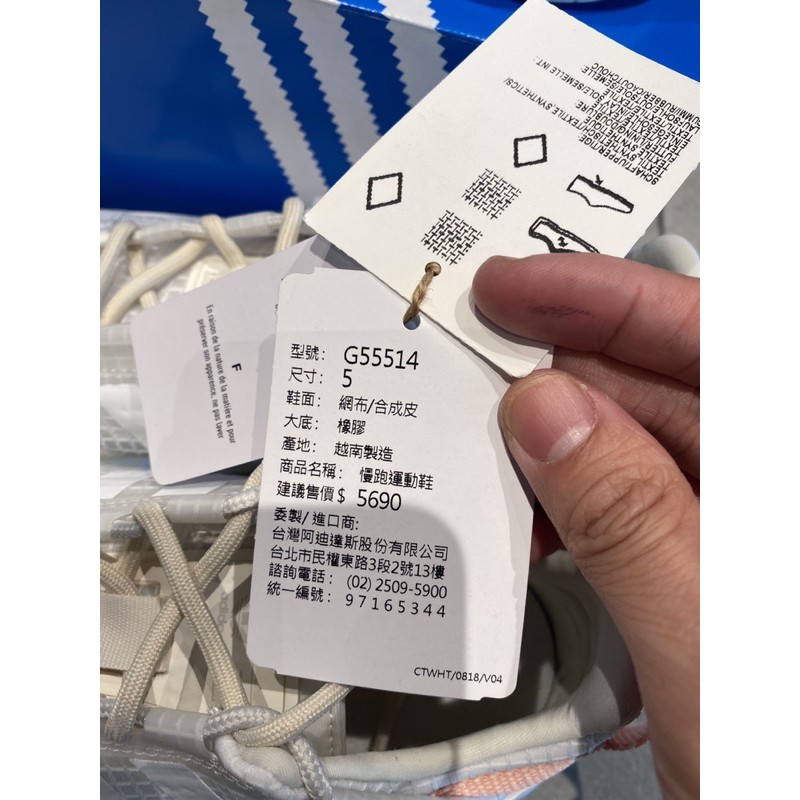 型號： G55514
尺寸： 5
鞋面： 網布/合成皮
大底： 橡膠
產地： 越南製造
商品名稱： 慢跑運動鞋
建議售價$ 5690
委製/進口商:
台灣阿迪達斯股份有限公司
台北市民權東路3段2號13樓
諮詢電話： (02) 2509-5900
統一編號： 97165344
CTWHT/0818/V04
F
En raison de la nature de la matière et pour
préserver son apparence, ne pas laver